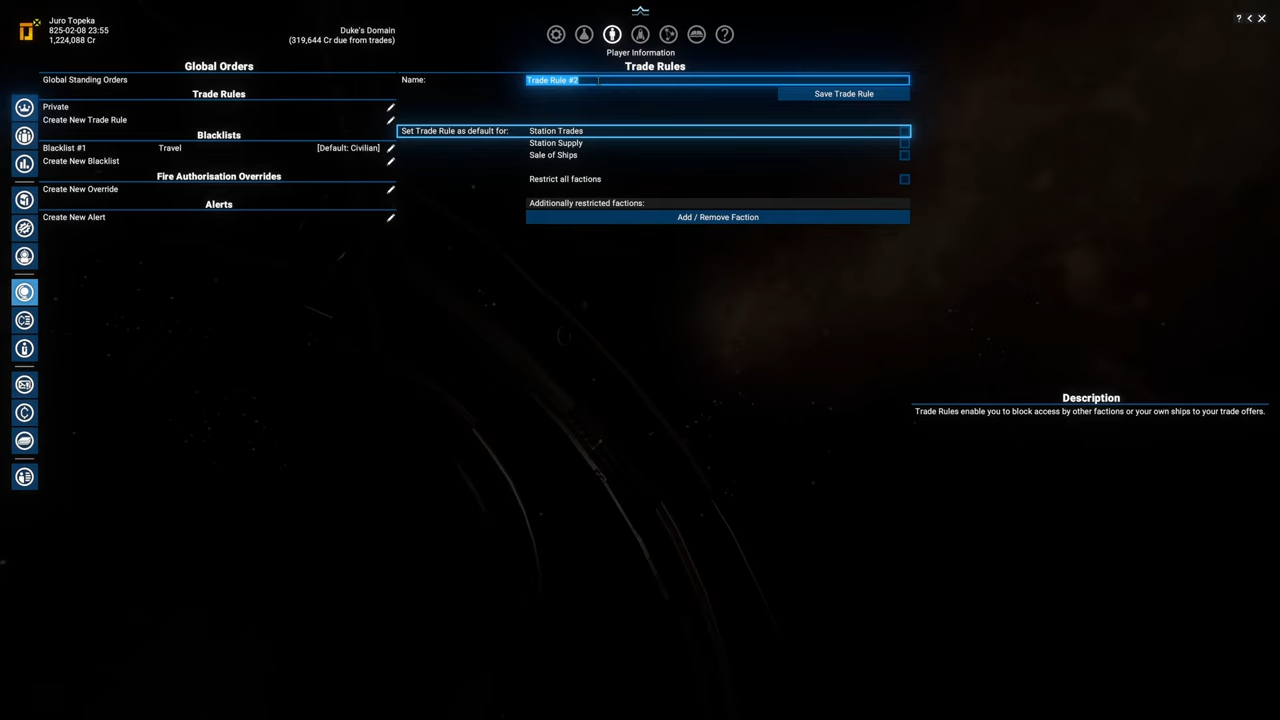 Juro Topeka
825-02-08 23:55
1,224,088 Cr
Duke's Domain
(319,644 Cr due from trades)
Player Information
Global Orders
Global Standing Orders
Trade Rules
Private
Create New Trade Rule
Blacklists
Blacklist #1 Travel [Default: Civilian]
Create New Blacklist
Fire Authorisation Overrides
Create New Override
Alerts
Create New Alert
Trade Rules
Name: Trade Rule #2
Save Trade Rule
Set Trade Rule as default for: Station Trades
Station Supply
Sale of Ships
Restrict all factions
Additionally restricted factions:
Add / Remove Faction
Description
Trade Rules enable you to block access by other factions or your own ships to your trade offers.